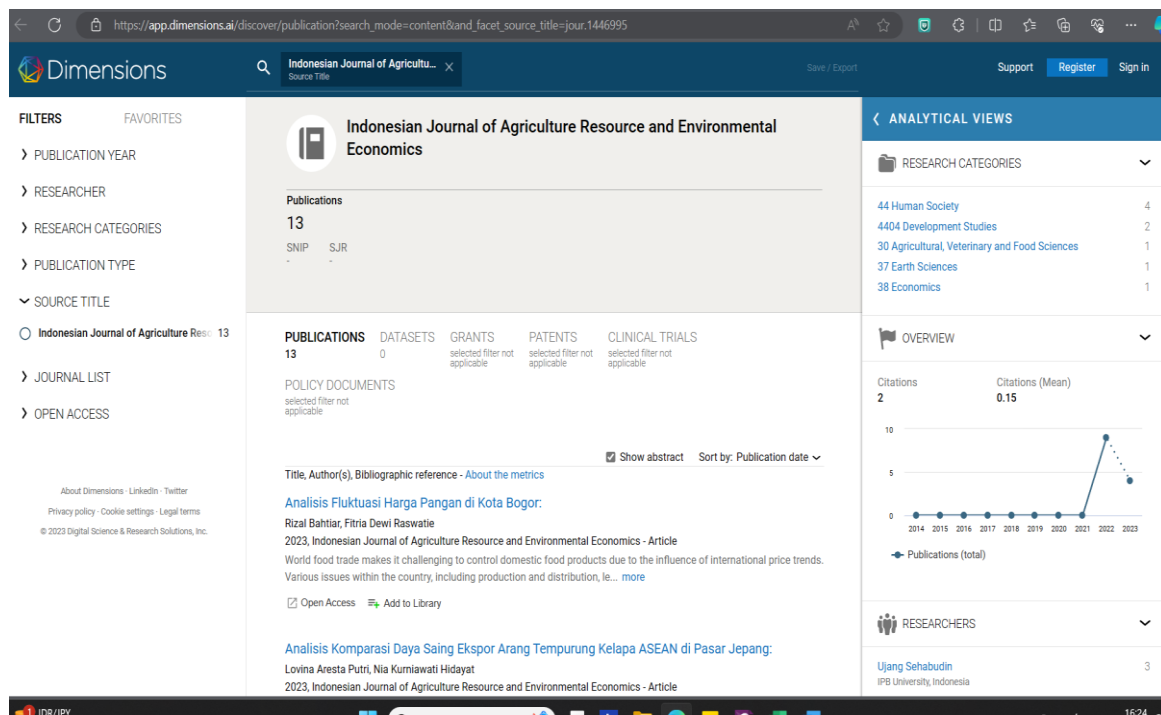 https://app.dimensions.ai/discover/publication?search_mode=content&and_facet_source_title=jour.1446995
Dimensions
Indonesian Journal of Agricultu...
Source Title
Save / Export
Support
Register
Sign in
FILTERS
FAVORITES
PUBLICATION YEAR
RESEARCHER
RESEARCH CATEGORIES
PUBLICATION TYPE
SOURCE TITLE
Indonesian Journal of Agriculture Reso 13
JOURNAL LIST
OPEN ACCESS
About Dimensions · LinkedIn · Twitter
Privacy policy · Cookie settings · Legal terms
© 2023 Digital Science & Research Solutions, Inc.
Indonesian Journal of Agriculture Resource and Environmental
Economics
Publications
13
SNIP SJR
- -
PUBLICATIONS DATASETS GRANTS PATENTS CLINICAL TRIALS
13 0 selected filter not selected filter not selected filter not
applicable applicable applicable
POLICY DOCUMENTS
selected filter not
applicable
Show abstract Sort by: Publication date
Title, Author(s), Bibliographic reference - About the metrics
Analisis Fluktuasi Harga Pangan di Kota Bogor:
Rizal Bahtiar, Fitria Dewi Raswatie
2023, Indonesian Journal of Agriculture Resource and Environmental Economics - Article
World food trade makes it challenging to control domestic food products due to the influence of international price trends.
Various issues within the country, including production and distribution, le... more
Open Access Add to Library
Analisis Komparasi Daya Saing Ekspor Arang Tempurung Kelapa ASEAN di Pasar Jepang:
Lovina Aresta Putri, Nia Kurniawati Hidayat
2023, Indonesian Journal of Agriculture Resource and Environmental Economics - Article
ANALYTICAL VIEWS
RESEARCH CATEGORIES
44 Human Society 4
4404 Development Studies 2
30 Agricultural, Veterinary and Food Sciences 1
37 Earth Sciences 1
38 Economics 1
OVERVIEW
Citations Citations (Mean)
2 0.15
10
5
0
2014 2015 2016 2017 2018 2019 2020 2021 2022 2023
Publications (total)
RESEARCHERS
Ujang Sehabudin 3
IPB University, Indonesia
1
IDR/JPY
16:24